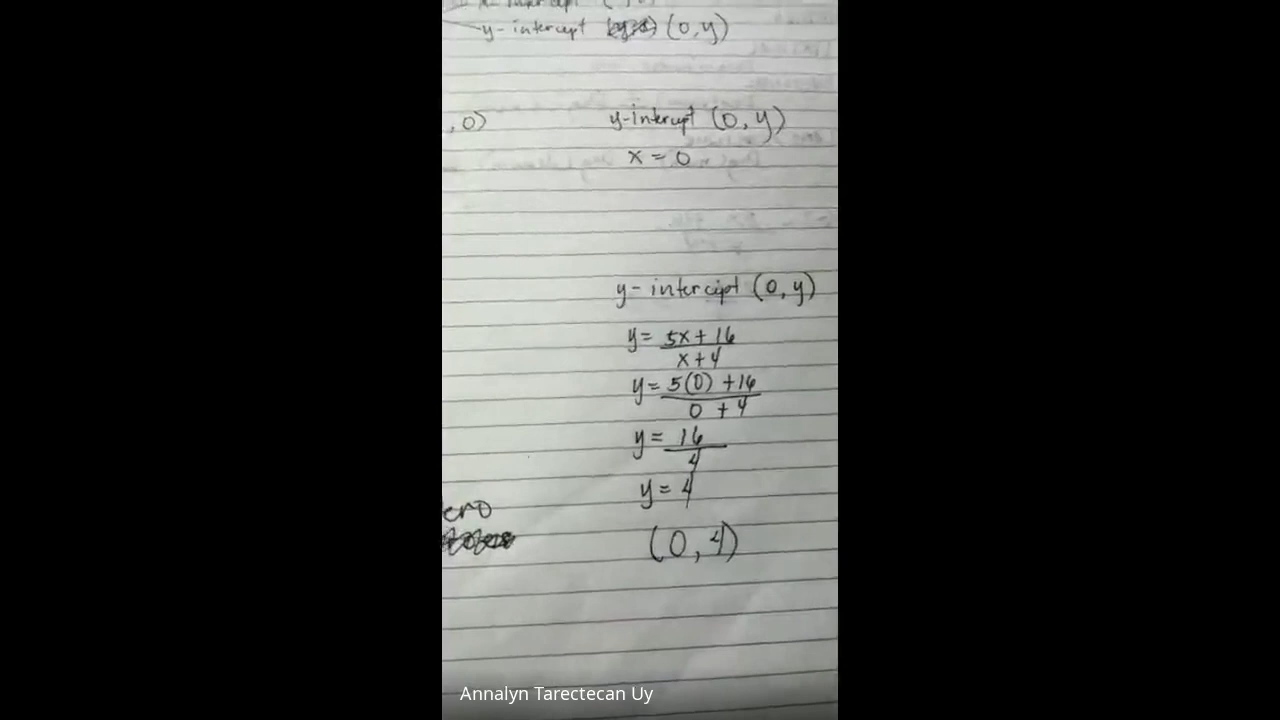 y-intercept (0,y)
,0)
y-intercept (0,y)
x = 0
y-intercept (0,y)
y = 5x + 16
x + 4
y = 5(0) + 16
0 + 4
y = 16
4
y = 4
ero
(0,4)
Annalyn Tarectecan Uy